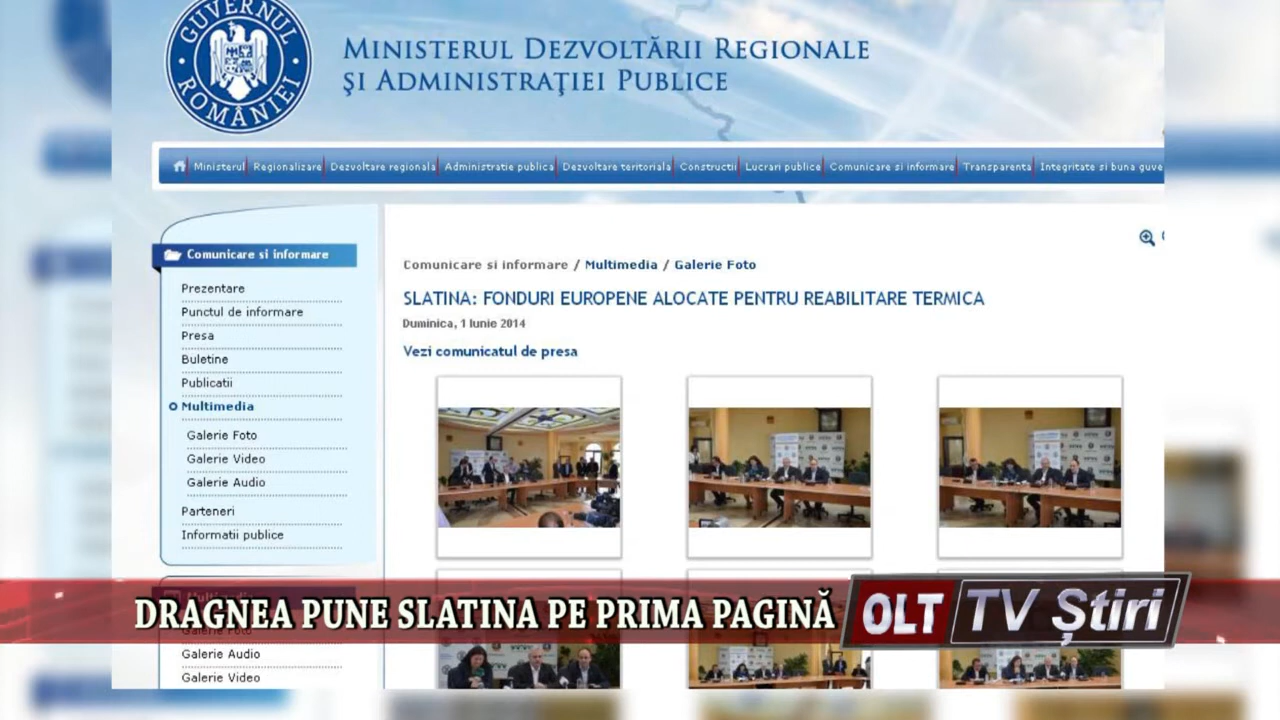 GUVERNUL ROMÂNIEI
MINISTERUL DEZVOLTĂRII REGIONALE
ŞI ADMINISTRAŢIEI PUBLICE
Ministerul Regionalizare Dezvoltare regionala Administratie publica Dezvoltare teritoriala Constructii Lucrari publice Comunicare si informare Transparenta Integritate si buna guve
Comunicare si informare
Prezentare
Punctul de informare
Presa
Buletine
Publicatii
Multimedia
Galerie Foto
Galerie Video
Galerie Audio
Parteneri
Informatii publice
Comunicare si informare / Multimedia / Galerie Foto
SLATINA: FONDURI EUROPENE ALOCATE PENTRU REABILITARE TERMICA
Duminica, 1 Iunie 2014
Vezi comunicatul de presa
Multimedia
Galerie Foto
Galerie Audio
Galerie Video
DRAGNEA PUNE SLATINA PE PRIMA PAGINĂ
OLT TV Știri